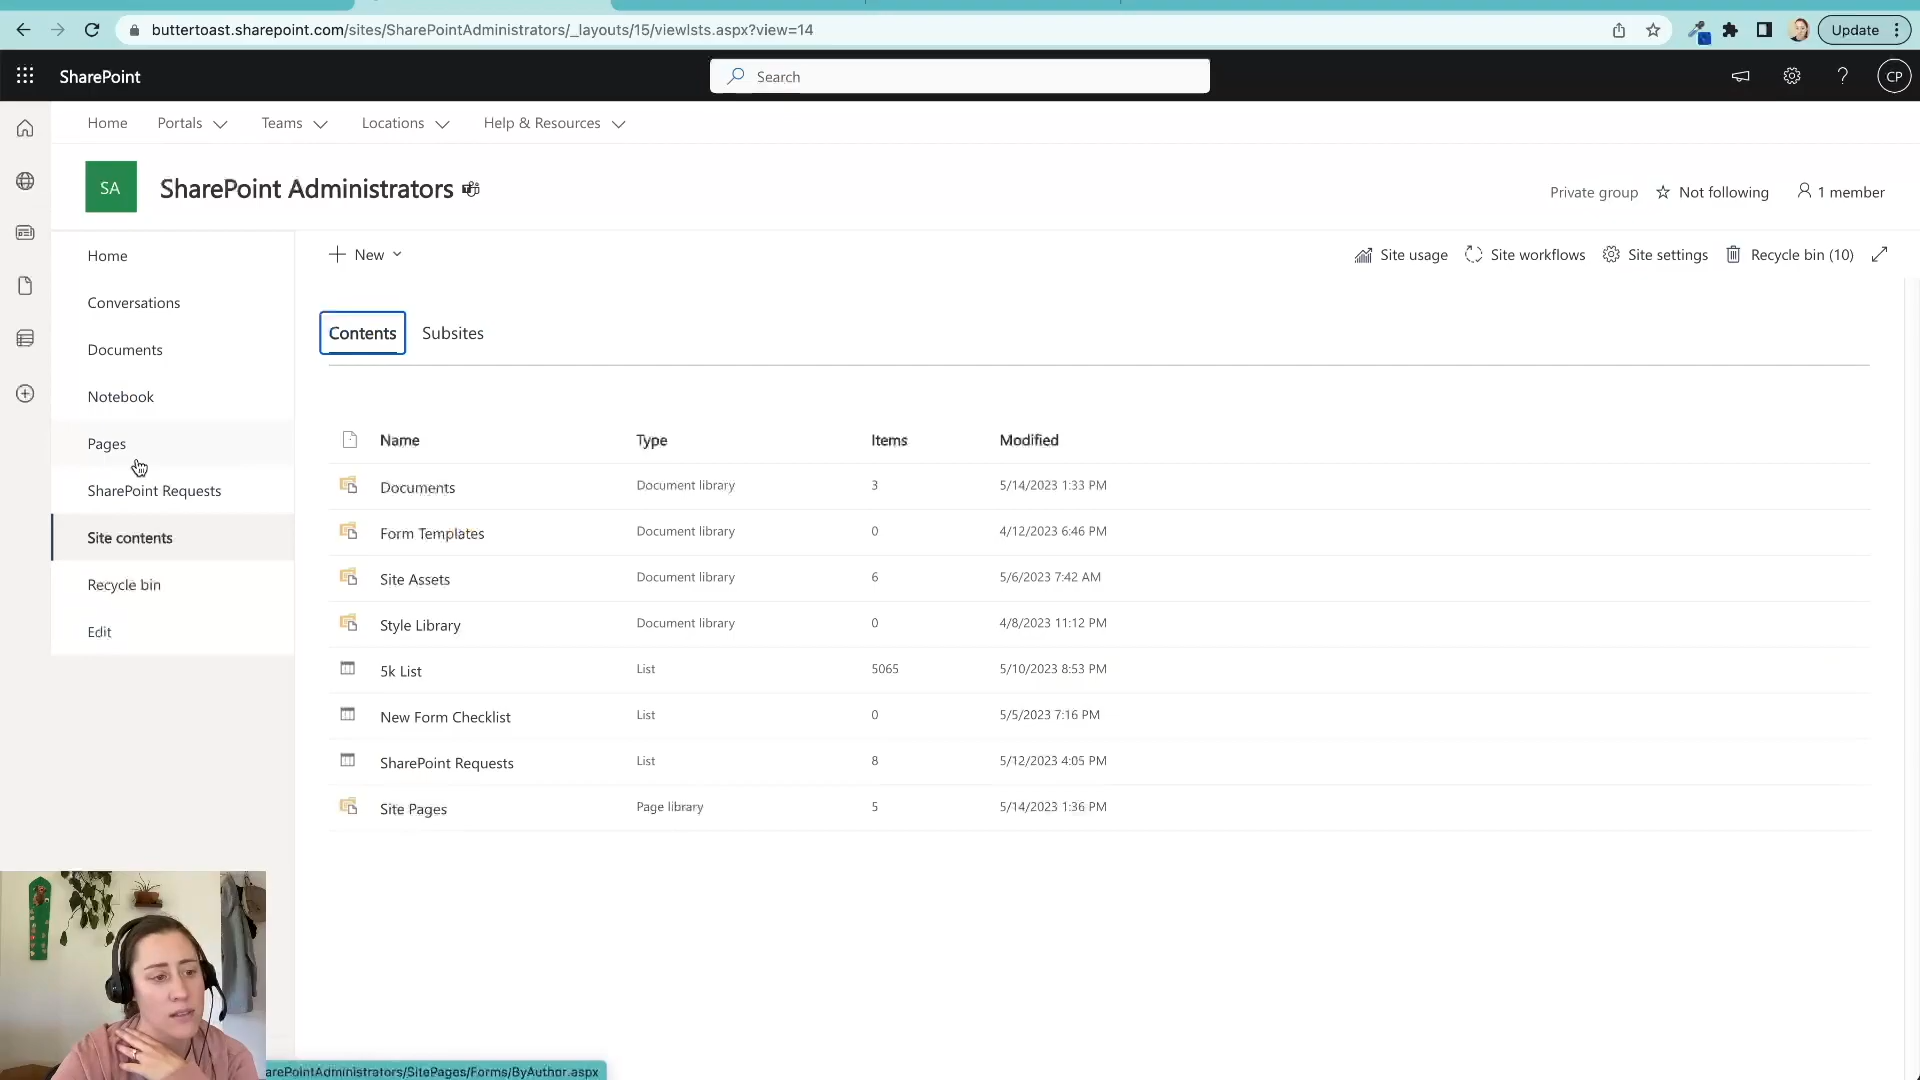 buttertoast.sharepoint.com/sites/SharePointAdministrators/_layouts/15/viewlsts.aspx?view=14
Update
SharePoint
Search
CP
Home Portals Teams Locations Help & Resources
SA
SharePoint Administrators
Private group Not following 1 member
Home
Conversations
Documents
Notebook
Pages
SharePoint Requests
Site contents
Recycle bin
Edit
New
Site usage Site workflows Site settings Recycle bin (10)
Contents Subsites
Name Type Items Modified
Documents Document library 3 5/14/2023 1:33 PM
Form Templates Document library 0 4/12/2023 6:46 PM
Site Assets Document library 6 5/6/2023 7:42 AM
Style Library Document library 0 4/8/2023 11:12 PM
5k List List 5065 5/10/2023 8:53 PM
New Form Checklist List 0 5/5/2023 7:16 PM
SharePoint Requests List 8 5/12/2023 4:05 PM
Site Pages Page library 5 5/14/2023 1:36 PM
arePointAdministrators/SitePages/Forms/ByAuthor.aspx